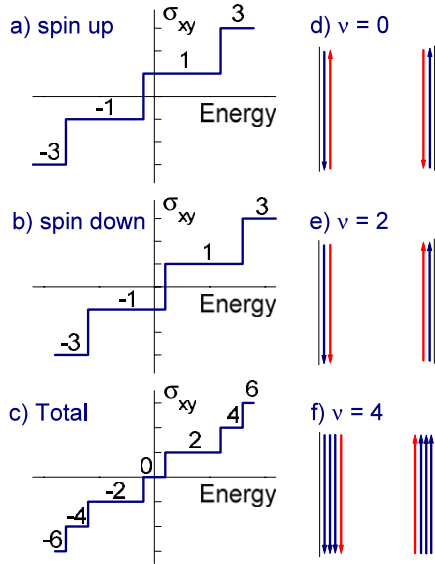 a) spin up
σxy
3
1
-1
-3
Energy
b) spin down
σxy
3
1
-1
-3
Energy
c) Total
σxy
6
4
2
0
-2
-4
-6
Energy
d) ν = 0
e) ν = 2
f) ν = 4